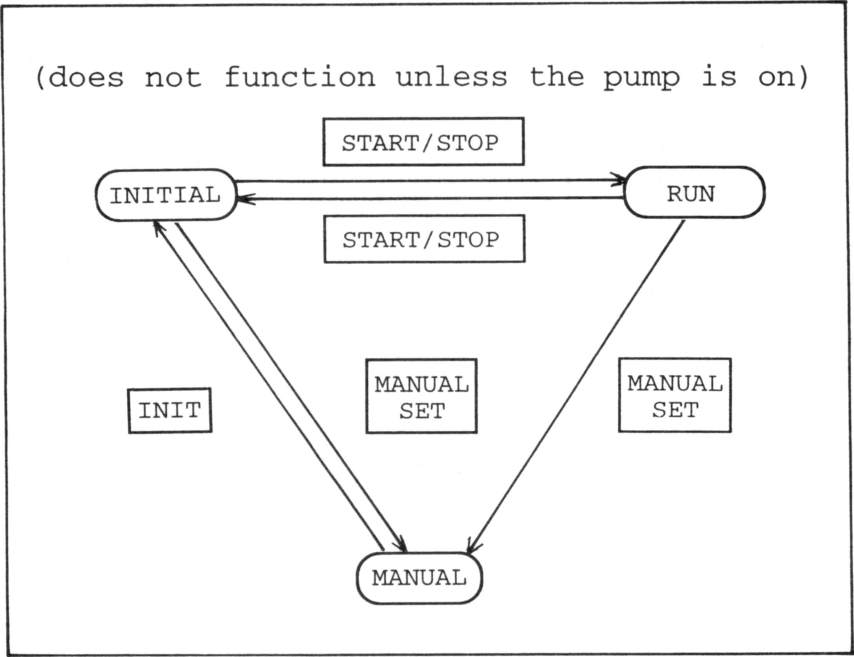 (does not function unless the pump is on)
START/STOP
INITIAL
RUN
START/STOP
INIT
MANUAL
SET
MANUAL
SET
MANUAL